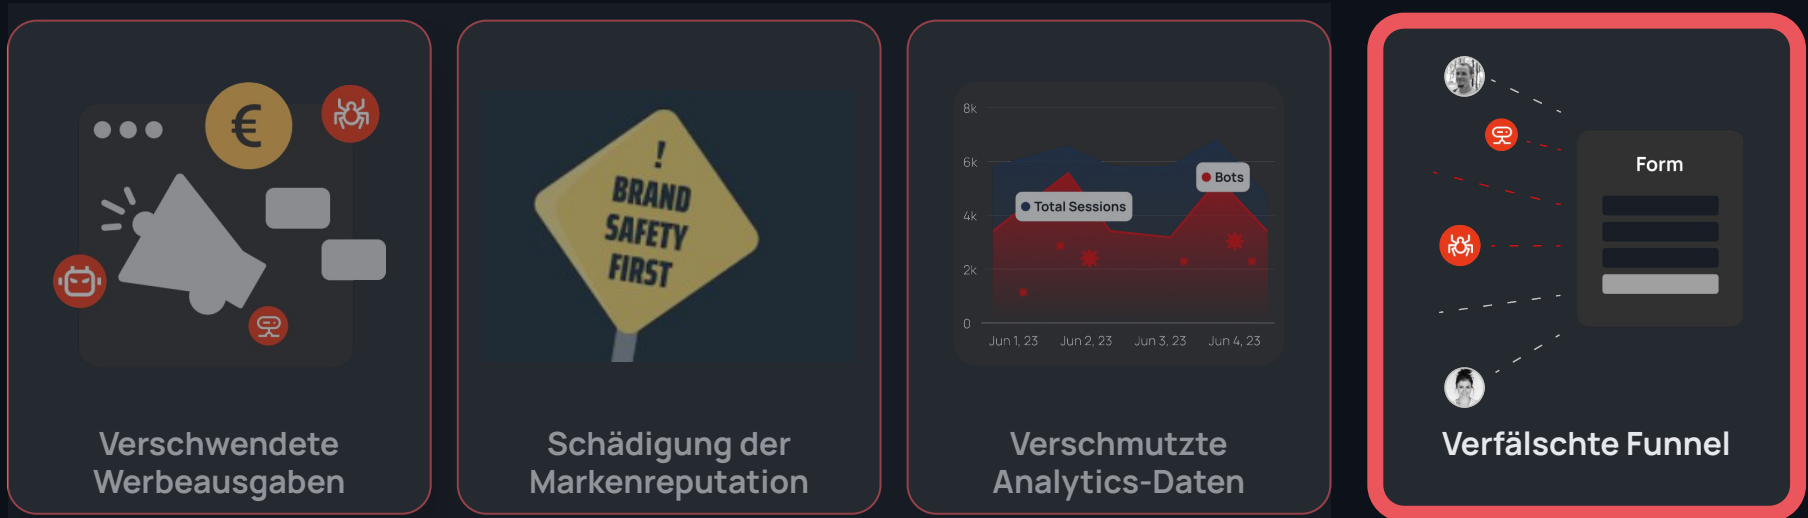 €
!
BRAND
SAFETY
FIRST
8k
6k
4k
2k
0
Total Sessions
Bots
Jun 1, 23
Jun 2, 23
Jun 3, 23
Jun 4, 23
Form
Verschwendete
Werbeausgaben
Schädigung der
Markenreputation
Verschmutzte
Analytics-Daten
Verfälschte Funnel